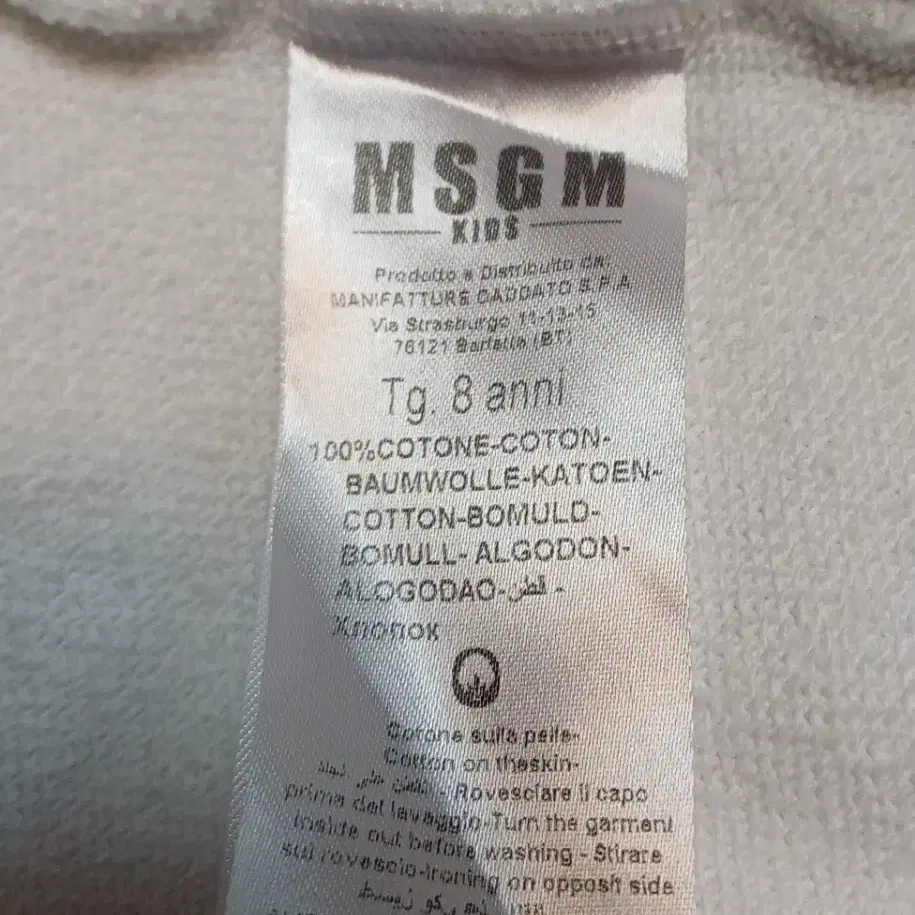 MSGM
KIDS
Prodotto e Distribuito da:
MANIFATTURE DADDATO S.P.A
Via Strasburgo 11-13-15
76121 Barletta (BT)
Tg. 8 anni
100%COTONE-COTON-
BAUMWOLLE-KATOEN-
COTTON-BOMULD-
BOMULL- ALGODON-
ALOGODAO-قطن -
Хлопок
Cotone sulla pelle-
Cotton on theskin-
- Rovesciare il capo
prima del lavaggio-Turn the garment
inside out before washing - Stirare
sul rovescio-Ironing on opposit side